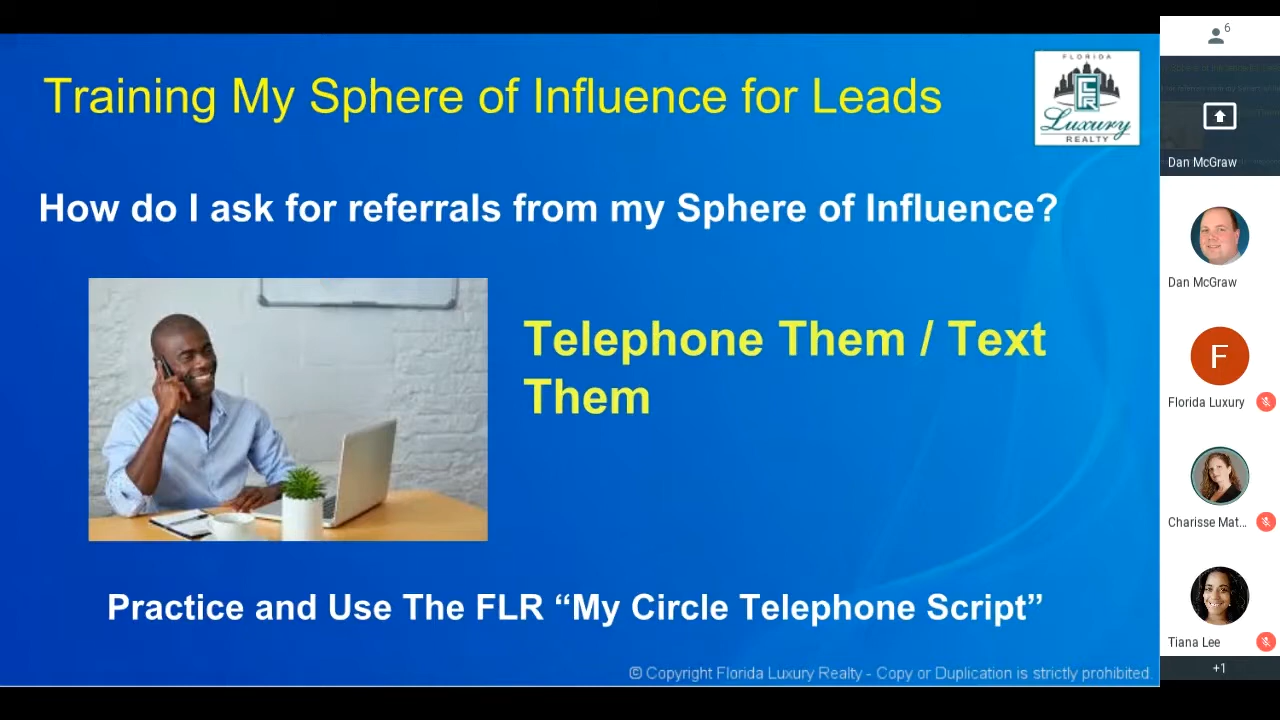 Training My Sphere of Influence for Leads
FLORIDA
FLR
Luxury
REALTY
How do I ask for referrals from my Sphere of Influence?
Telephone Them / Text
Them
Practice and Use The FLR “My Circle Telephone Script”
© Copyright Florida Luxury Realty - Copy or Duplication is strictly prohibited.
6
Dan McGraw
Dan McGraw
F
Florida Luxury
Charisse Mat...
Tiana Lee
+1